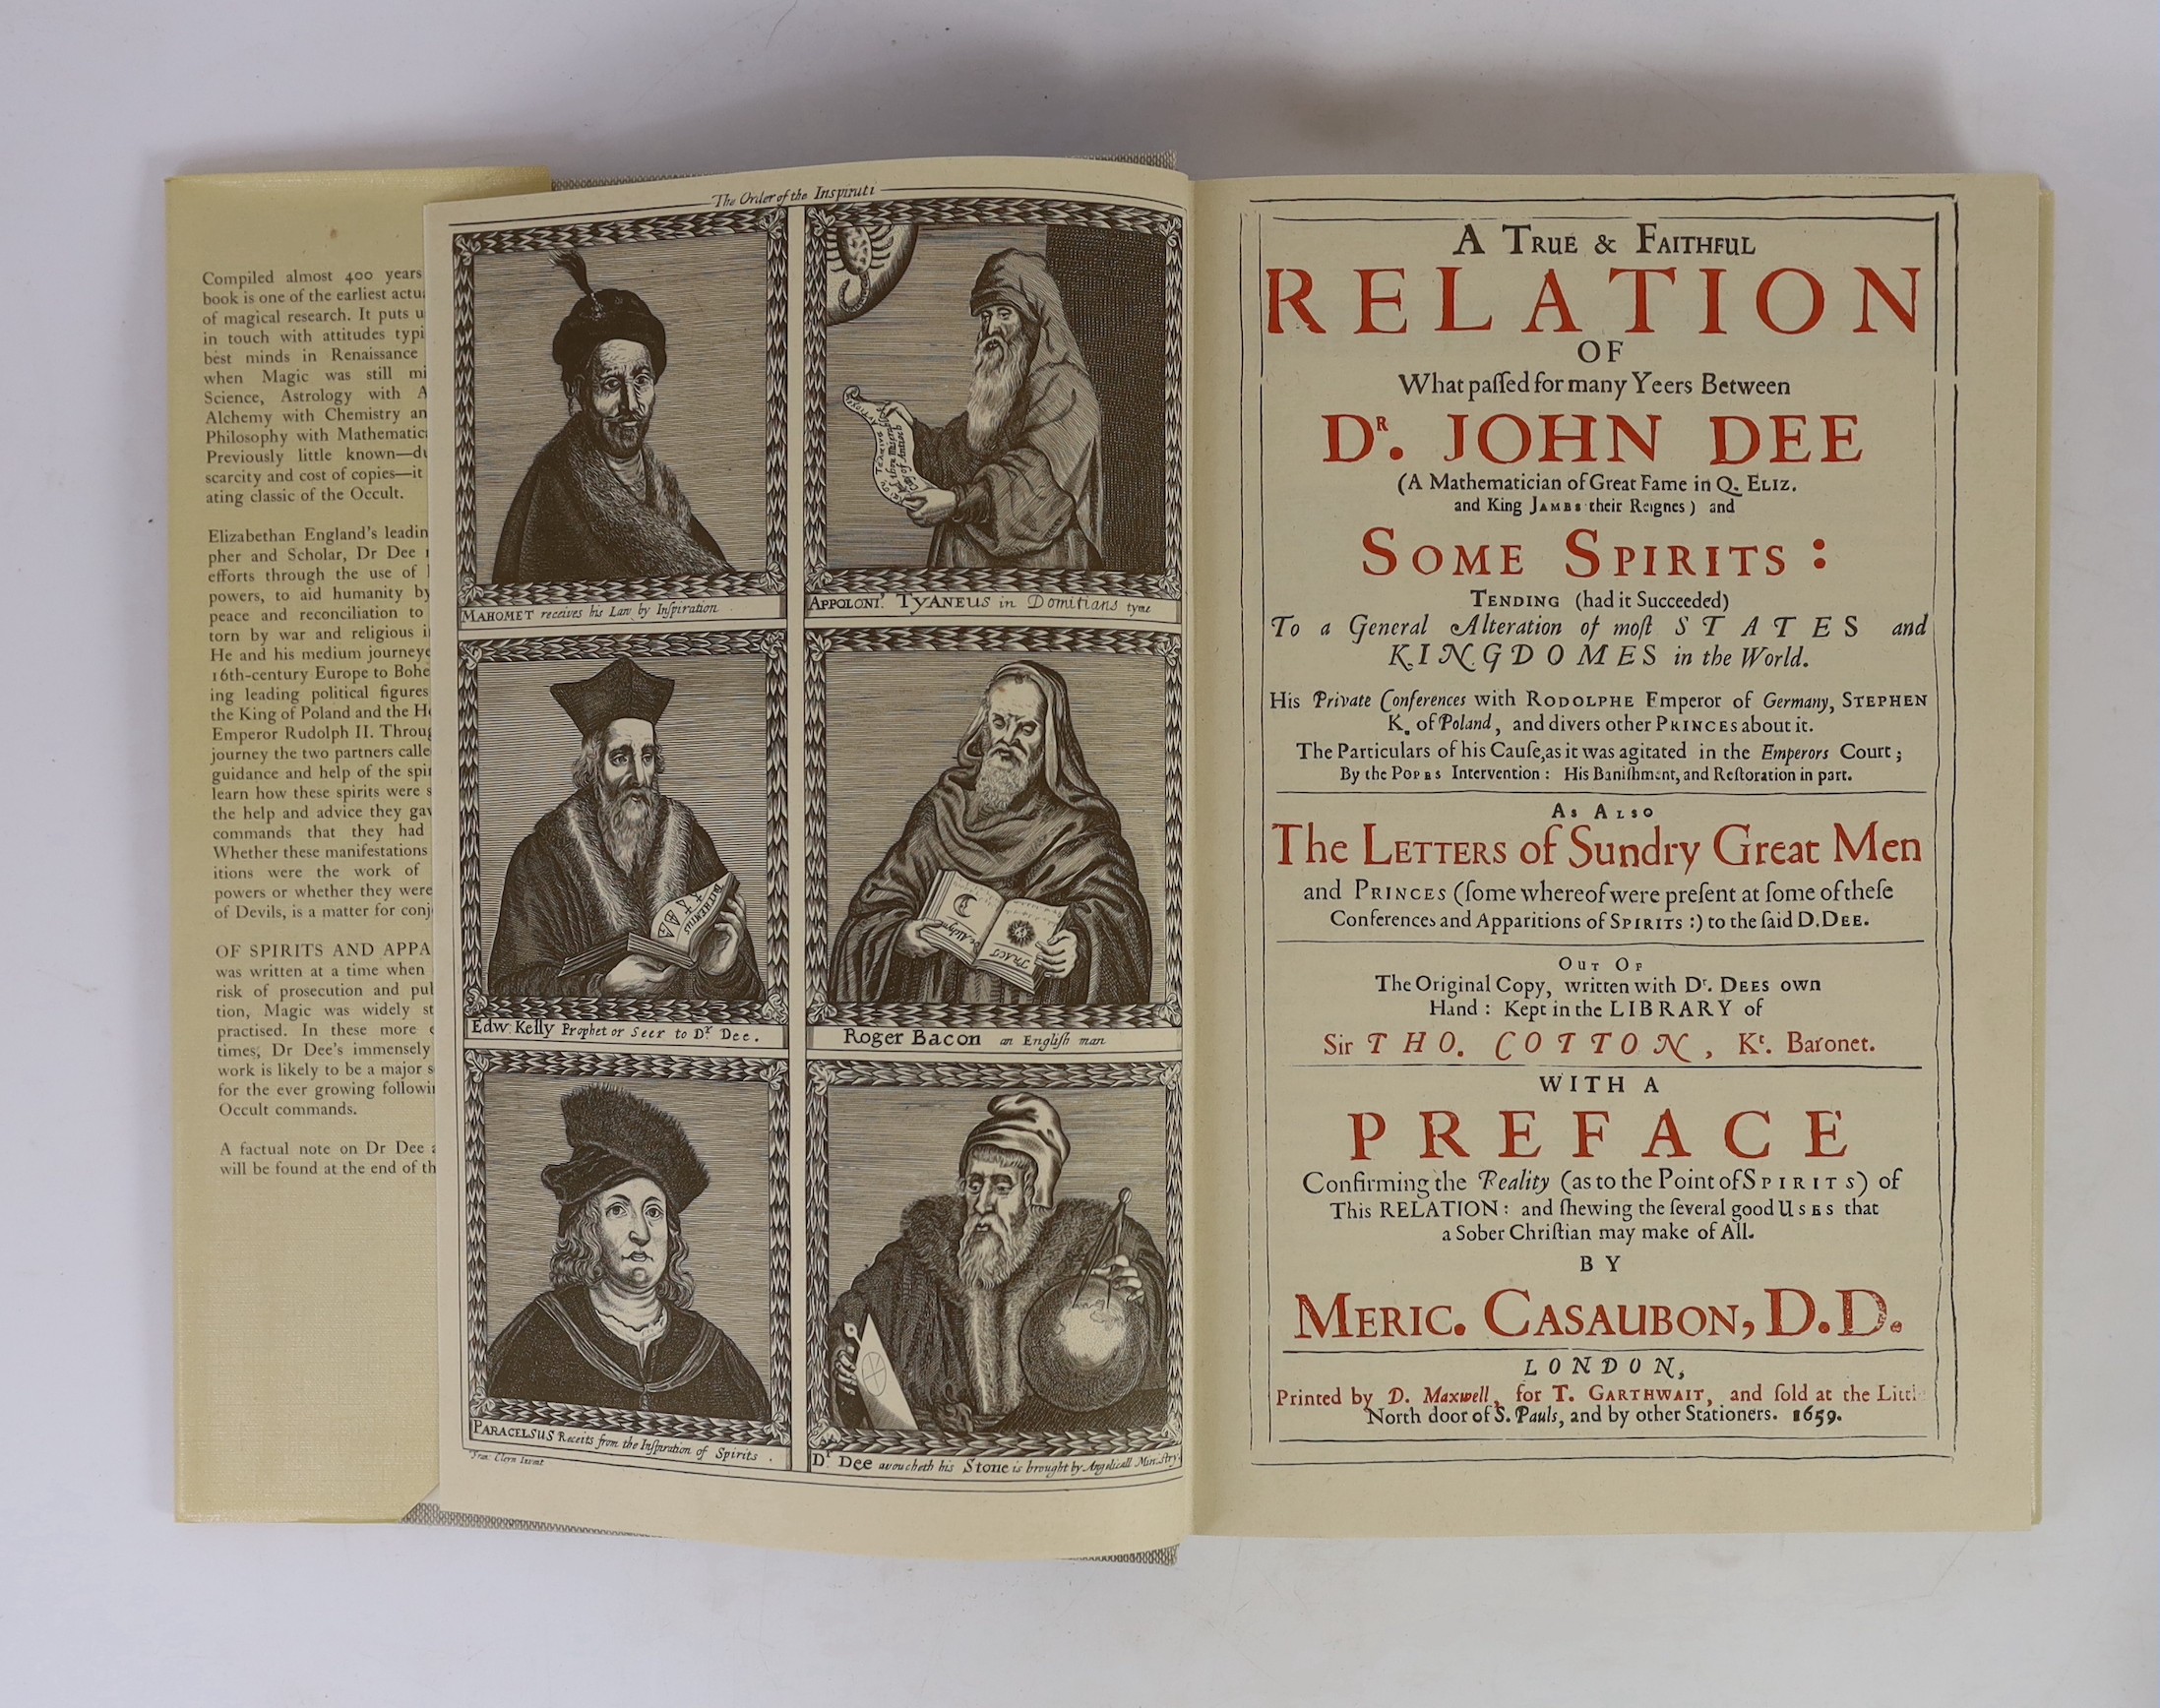 Compiled almost 400 years
book is one of the earliest actu
of magical research. It puts u
in touch with attitudes typi
best minds in Renaissance
when Magic was still mi
Science, Astrology with A
Alchemy with Chemistry an
Philosophy with Mathematic
Previously little known—du
scarcity and cost of copies—it
ating classic of the Occult.
Elizabethan England's leadin
pher and Scholar, Dr Dee
efforts through the use of
powers, to aid humanity by
peace and reconciliation to
torn by war and religious i
He and his medium journeye
16th-century Europe to Bohe
ing leading political figures
the King of Poland and the H
Emperor Rudolph II. Throug
journey the two partners calle
guidance and help of the spir
learn how these spirits were s
the help and advice they gav
commands that they had
Whether these manifestations
itions were the work of
powers or whether they were
of Devils, is a matter for conj
OF SPIRITS AND APPA
was written at a time when
risk of prosecution and pub
tion, Magic was widely st
practised. In these more e
times, Dr Dee's immensely
work is likely to be a major s
for the ever growing followi
Occult commands.
A factual note on Dr Dee a
will be found at the end of th
The Order of the Inspirati
MAHOMET receives his Law by Inſpiration.
APPOLONI' TYANEUS in Domitians tyme
of Antioch
Edw: Kelly Prophet or Seer to Dr. Dee.
TRITHEMIUS
Roger Bacon an Engliſh man
TRACT
De Alchym
PARACELSUS Receits from the Inſpiration of Spirits.
Dr. Dee avoucheth his Stone is brought by Angelicall Ministry.
Fran: Cleyn Invent
A TRUE & FAITHFUL
RELATION
OF
What paſſed for many Yeers Between
DR. JOHN DEE
(A Mathematician of Great Fame in Q. ELIZ.
and King JAMES their Reignes) and
SOME SPIRITS:
TENDING (had it Succeeded)
To a General Alteration of moſt STATES and
KINGDOMES in the World.
His Private Conferences with RODOLPHE Emperor of Germany, STEPHEN
K. of Poland, and divers other PRINCES about it.
The Particulars of his Cauſe, as it was agitated in the Emperors Court;
By the POPES Intervention: His Baniſhment, and Reſtoration in part.
AS ALSO
The LETTERS of Sundry Great Men
and PRINCES (ſome whereof were preſent at ſome of theſe
Conferences and Apparitions of SPIRITS:) to the ſaid D. DEE.
OUT OF
The Original Copy, written with Dr. DEES own
Hand: Kept in the LIBRARY of
Sir THO. COTTON, Kt. Baronet.
WITH A
PREFACE
Confirming the Reality (as to the Point of SPIRITS) of
This RELATION: and ſhewing the ſeveral good USES that
a Sober Chriſtian may make of All.
BY
MERIC. CASAUBON, D.D.
LONDON,
Printed by D. Maxwell, for T. GARTHWAIT, and ſold at the Little
North door of S. Pauls, and by other Stationers. 1659.